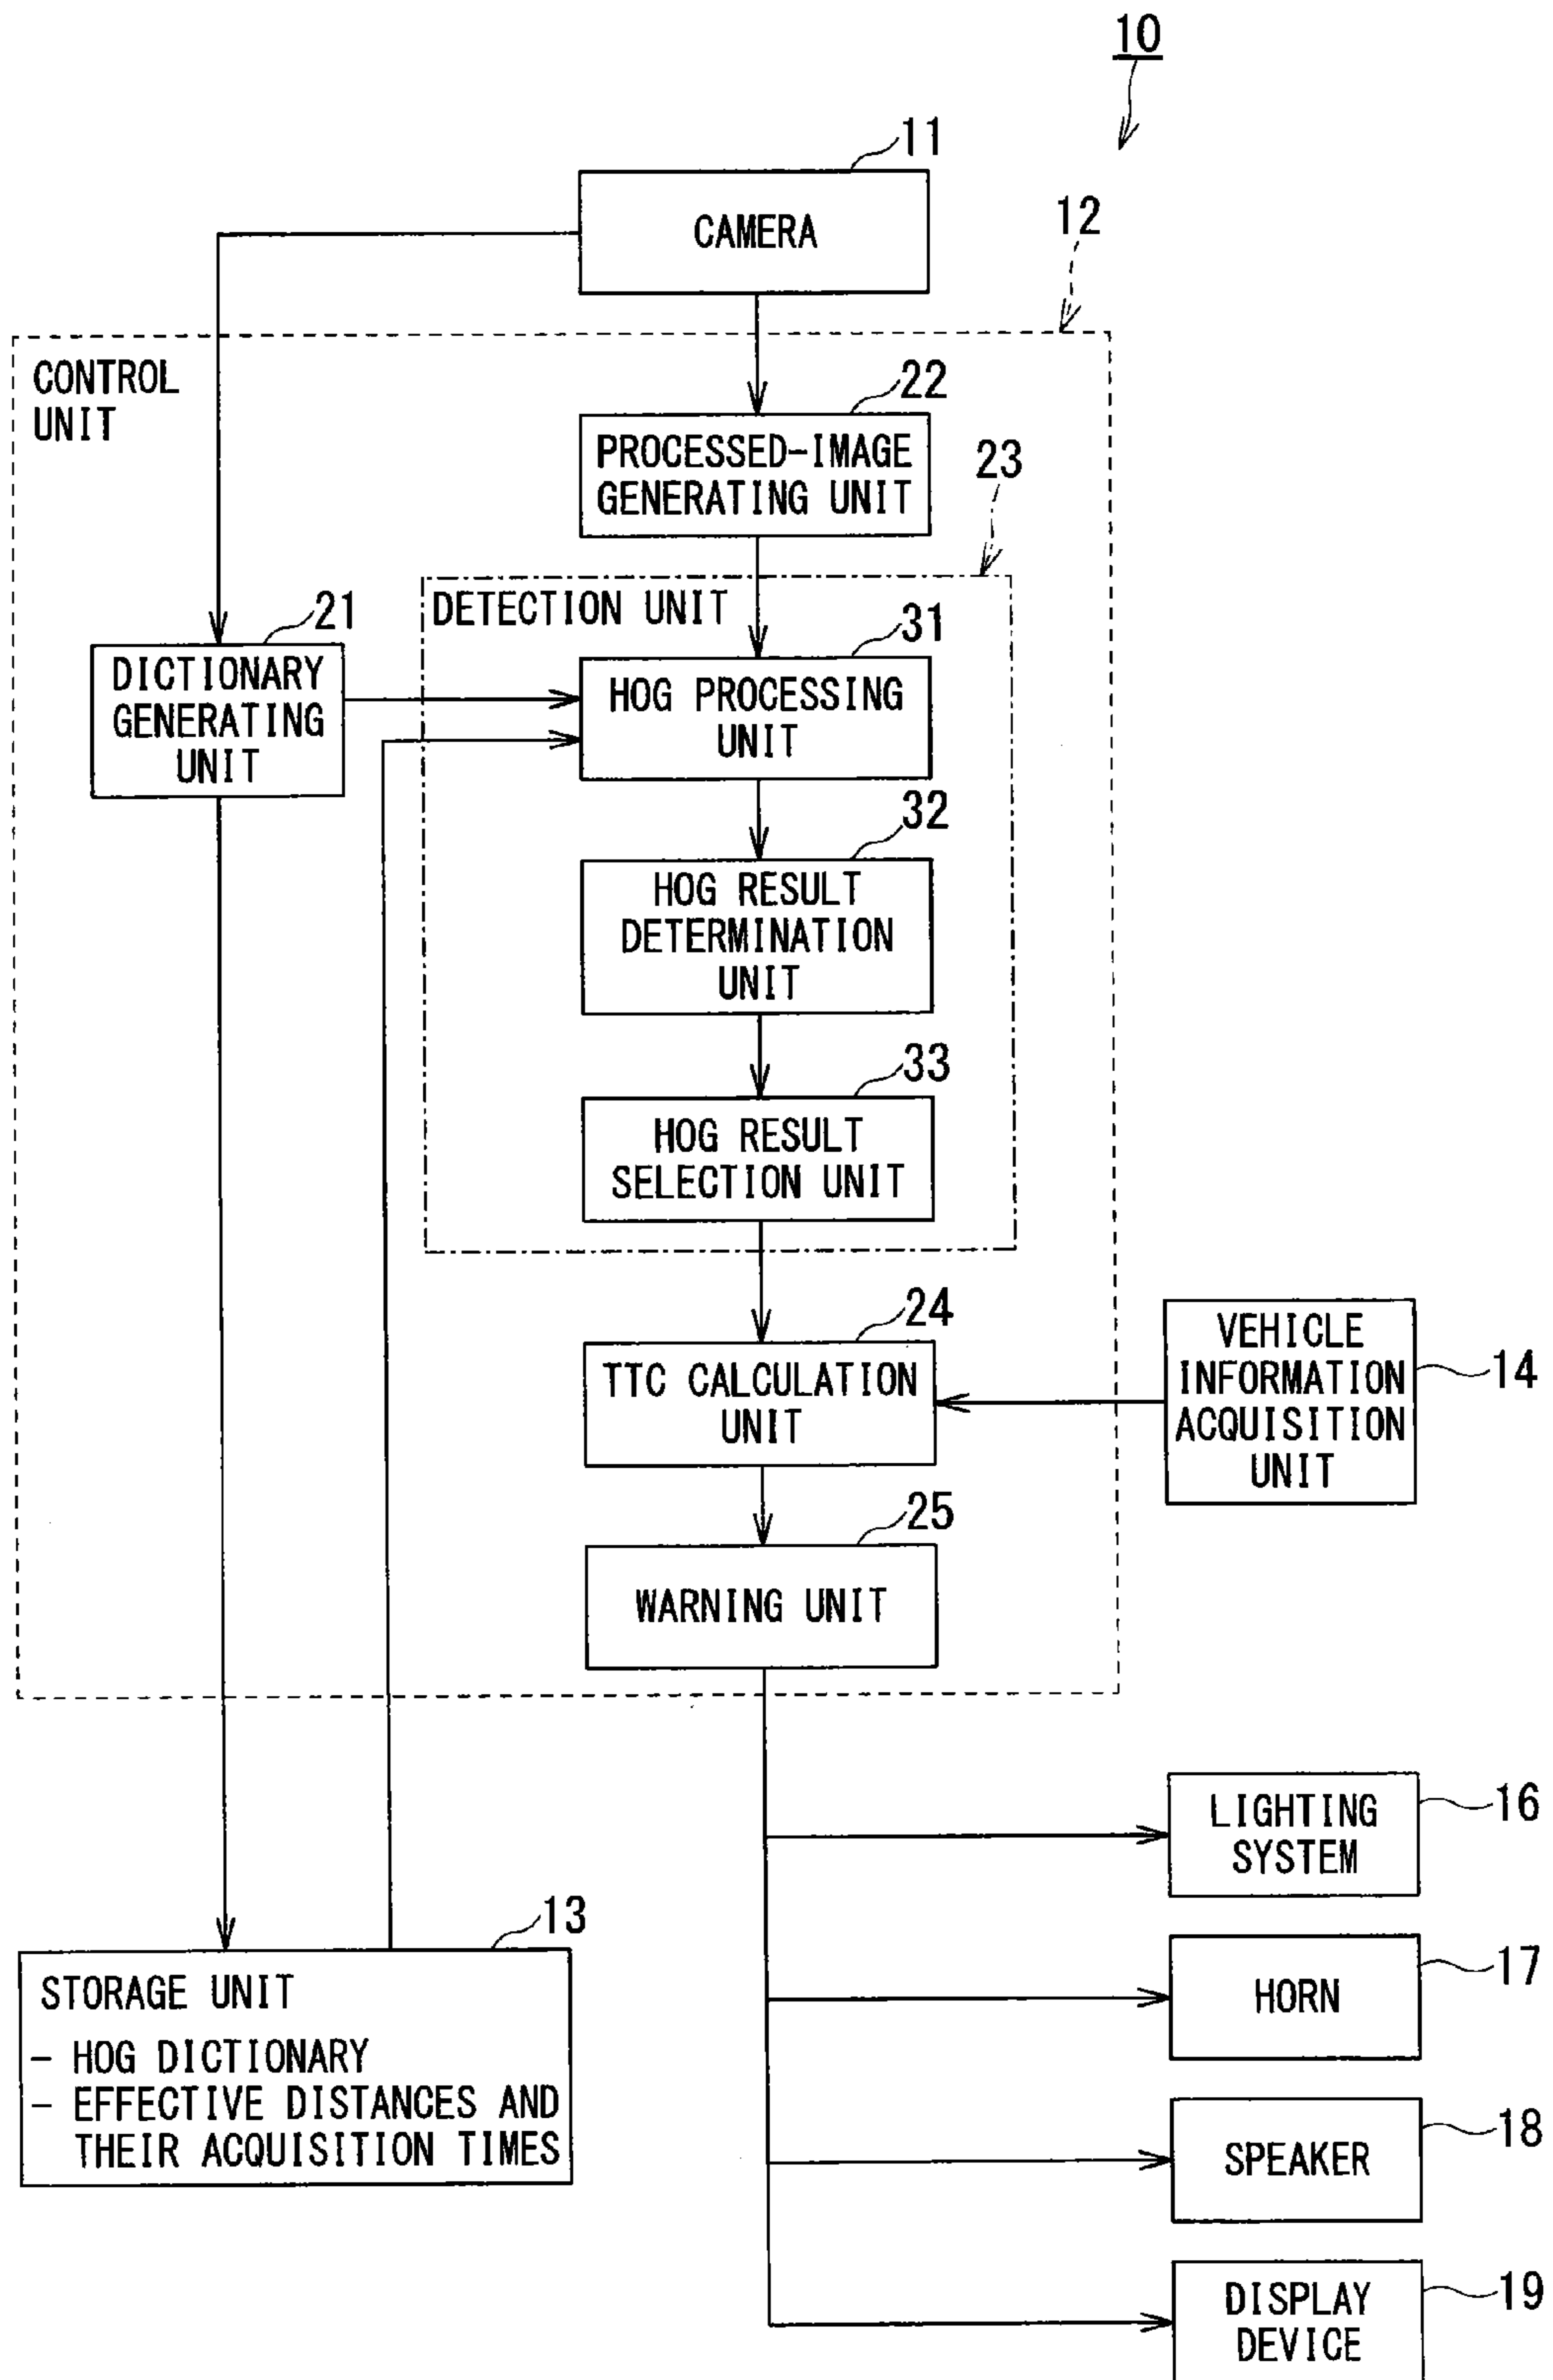 10
11
CAMERA
12
CONTROL
UNIT
22
PROCESSED-IMAGE
GENERATING UNIT
23
DETECTION UNIT
21
DICTIONARY
GENERATING
UNIT
31
HOG PROCESSING
UNIT
32
HOG RESULT
DETERMINATION
UNIT
33
HOG RESULT
SELECTION UNIT
24
TTC CALCULATION
UNIT
VEHICLE
INFORMATION
ACQUISITION
UNIT
14
25
WARNING UNIT
LIGHTING
SYSTEM
16
13
STORAGE UNIT
- HOG DICTIONARY
- EFFECTIVE DISTANCES AND
THEIR ACQUISITION TIMES
HORN
17
SPEAKER
18
DISPLAY
DEVICE
19